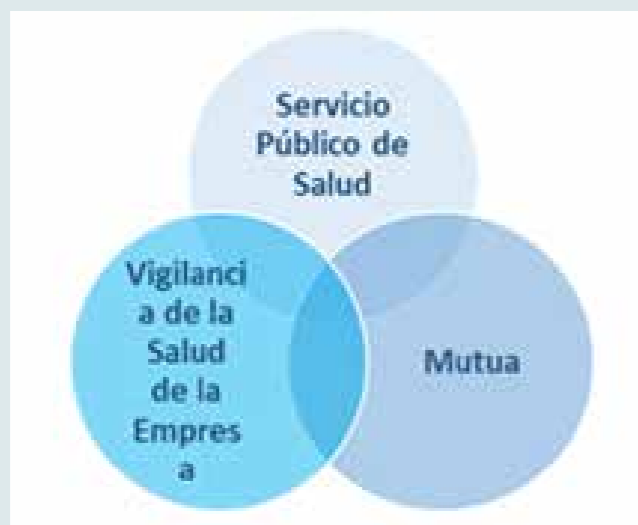 Servicio
Público de
Salud
Vigilanci
a de la
Salud
de la
Empres
a
Mutua